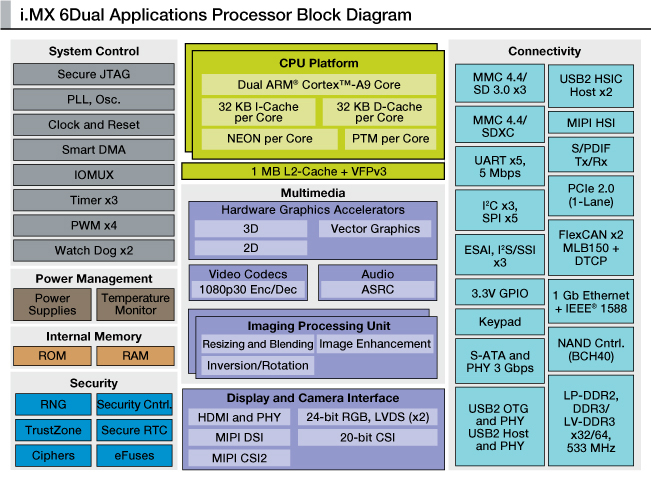 i.MX 6Dual Applications Processor Block Diagram
System Control
Secure JTAG
PLL, Osc.
Clock and Reset
Smart DMA
IOMUX
Timer x3
PWM x4
Watch Dog x2
Power Management
Power
Supplies
Temperature
Monitor
Internal Memory
ROM
RAM
Security
RNG
Security Cntrl.
TrustZone
Secure RTC
Ciphers
eFuses
CPU Platform
Dual ARM® Cortex™-A9 Core
32 KB I-Cache
per Core
32 KB D-Cache
per Core
NEON per Core
PTM per Core
1 MB L2-Cache + VFPv3
Multimedia
Hardware Graphics Accelerators
3D
Vector Graphics
2D
Video Codecs
1080p30 Enc/Dec
Audio
ASRC
Imaging Processing Unit
Resizing and Blending
Image Enhancement
Inversion/Rotation
Display and Camera Interface
HDMI and PHY
24-bit RGB, LVDS (x2)
MIPI DSI
20-bit CSI
MIPI CSI2
Connectivity
MMC 4.4/
SD 3.0 x3
MMC 4.4/
SDXC
UART x5,
5 Mbps
I²C x3,
SPI x5
ESAI, I²S/SSI
x3
3.3V GPIO
Keypad
S-ATA and
PHY 3 Gbps
USB2 OTG
and PHY
USB2 Host
and PHY
USB2 HSIC
Host x2
MIPI HSI
S/PDIF
Tx/Rx
PCIe 2.0
(1-Lane)
FlexCAN x2
MLB150 +
DTCP
1 Gb Ethernet
+ IEEE® 1588
NAND Cntrl.
(BCH40)
LP-DDR2,
DDR3/
LV-DDR3
x32/64,
533 MHz